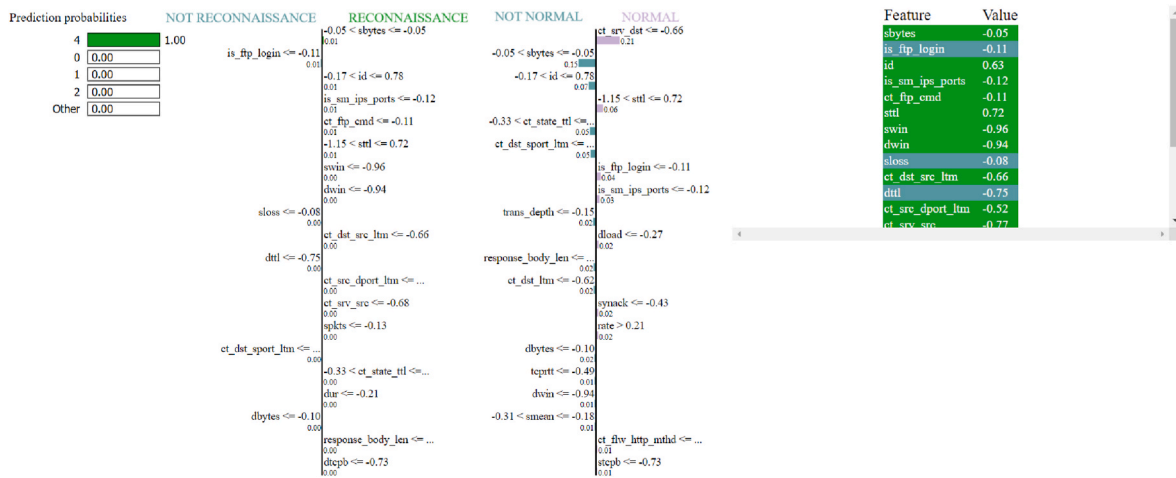 Prediction probabilities
4 1.00
0 0.00
1 0.00
2 0.00
Other 0.00
NOT RECONNAISSANCE RECONNAISSANCE
-0.05 < sbytes <= -0.05
0.01
is_ftp_login <= -0.11
0.01
-0.17 < id <= 0.78
0.01
is_sm_ips_ports <= -0.12
0.01
ct_ftp_cmd <= -0.11
0.01
-1.15 < sttl <= 0.72
0.01
swin <= -0.96
0.00
dwin <= -0.94
0.00
sloss <= -0.08
0.00
ct_dst_src_ltm <= -0.66
0.00
dttl <= -0.75
0.00
ct_src_dport_ltm <= ...
0.00
ct_srv_src <= -0.68
0.00
spkts <= -0.13
0.00
ct_dst_sport_ltm <= ...
0.00
-0.33 < ct_state_ttl <=...
0.00
dur <= -0.21
0.00
dbytes <= -0.10
0.00
response_body_len <= ...
0.00
dtcpb <= -0.73
0.00
NOT NORMAL NORMAL
ct_srv_dst <= -0.66
0.21
-0.05 < sbytes <= -0.05
0.15
-0.17 < id <= 0.78
0.07
-1.15 < sttl <= 0.72
0.06
-0.33 < ct_state_ttl <=...
0.05
ct_dst_sport_ltm <=...
0.05
is_ftp_login <= -0.11
0.04
is_sm_ips_ports <= -0.12
0.03
trans_depth <= -0.15
0.02
dload <= -0.27
0.02
response_body_len <=...
0.02
ct_dst_ltm <= -0.62
0.02
synack <= -0.43
0.02
rate > 0.21
0.02
dbytes <= -0.10
0.02
tcprtt <= -0.49
0.01
dwin <= -0.94
0.01
-0.31 < smean <= -0.18
0.01
ct_flw_http_mthd <= ...
0.01
stcpb <= -0.73
0.01
Feature Value
sbytes -0.05
is_ftp_login -0.11
id 0.63
is_sm_ips_ports -0.12
ct_ftp_cmd -0.11
sttl 0.72
swin -0.96
dwin -0.94
sloss -0.08
ct_dst_src_ltm -0.66
dttl -0.75
ct_src_dport_ltm -0.52
ct_srv_src -0.77